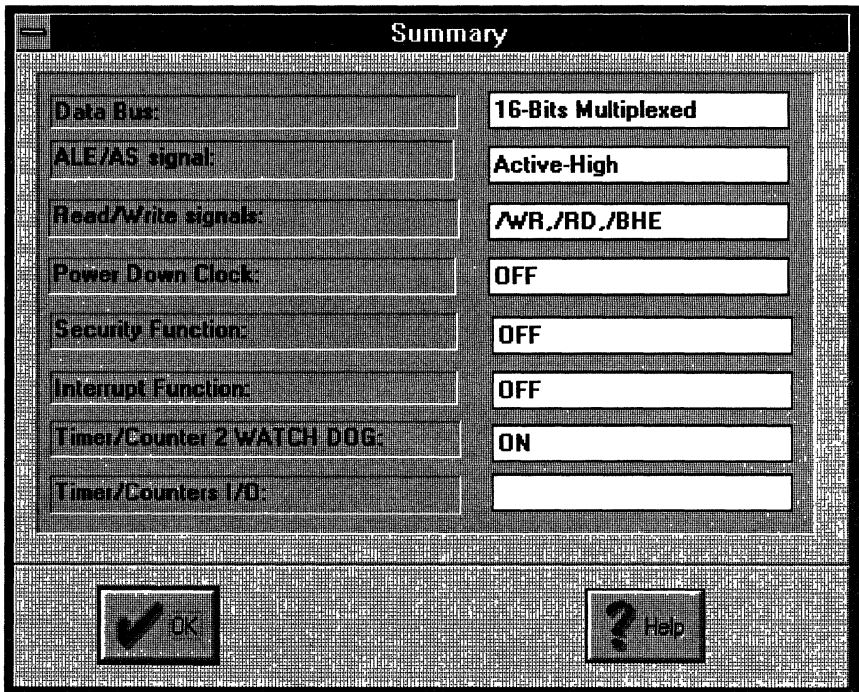 Summary
Data Bus: 16-Bits Multiplexed
ALE/AS signal: Active-High
Read/Write signals: /WR,/RD,/BHE
Power Down Clock: OFF
Security Function: OFF
Interrupt Function: OFF
Timer/Counter 2 WATCH DOG: ON
Timer/Counters I/O:
OK
? Help